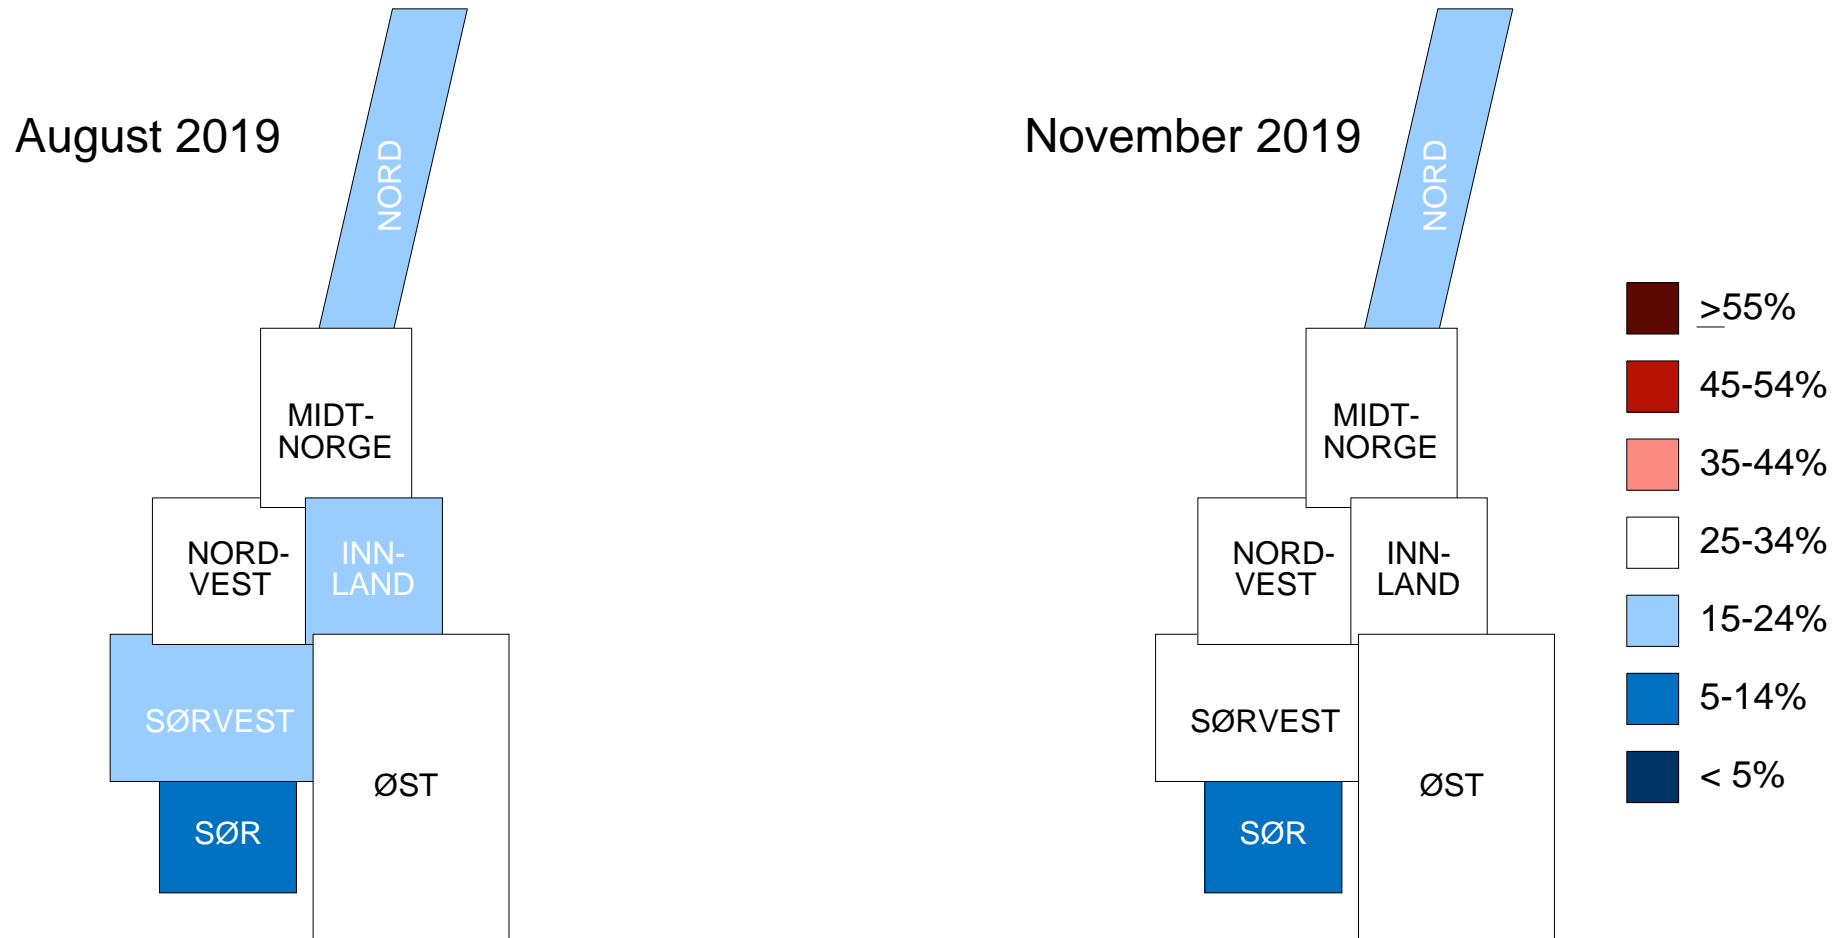 August 2019
NORD
MIDT-
NORGE
NORD-
VEST
INN-
LAND
SØRVEST
ØST
SØR
November 2019
NORD
MIDT-
NORGE
NORD-
VEST
INN-
LAND
SØRVEST
ØST
SØR
≥55%
45-54%
35-44%
25-34%
15-24%
5-14%
< 5%